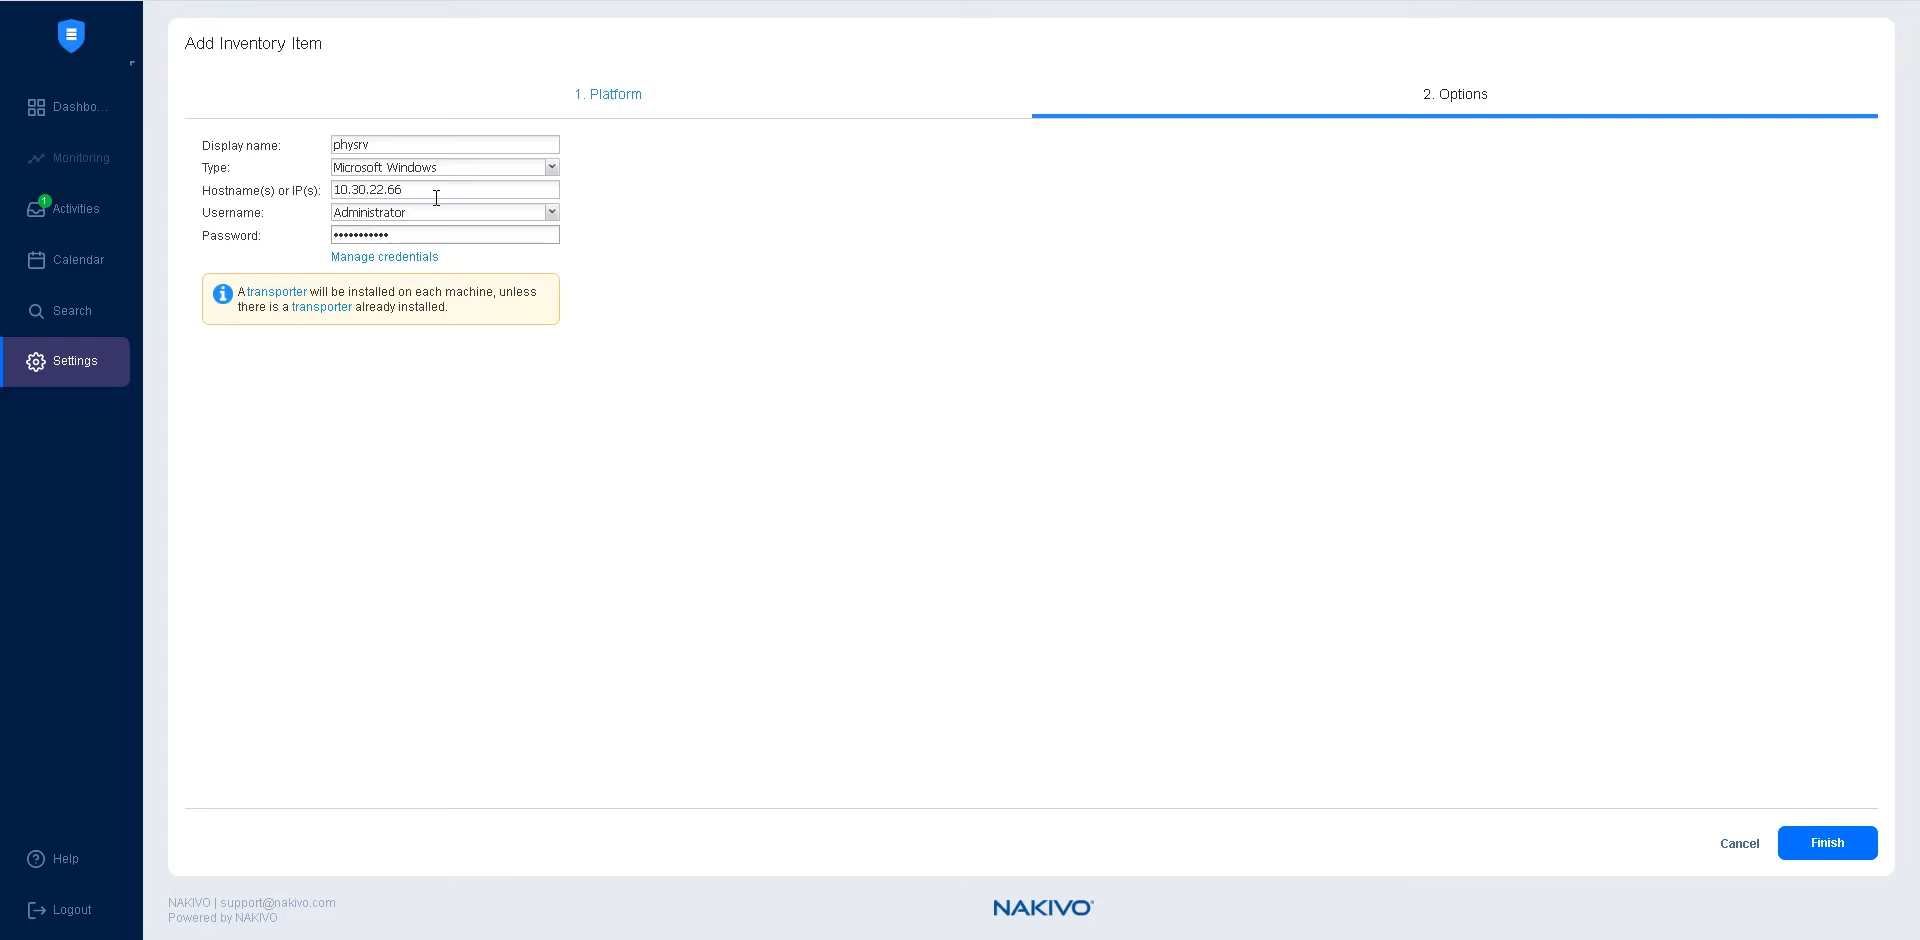 Add Inventory Item
1. Platform
2. Options
Dashbo...
Monitoring
1
Activities
Calendar
Search
Settings
Help
Logout
Display name: physrv
Type: Microsoft Windows
Hostname(s) or IP(s): 10.30.22.66
Username: Administrator
Password: •••••••••••
Manage credentials
A transporter will be installed on each machine, unless
there is a transporter already installed.
Cancel
Finish
NAKIVO | support@nakivo.com
Powered by NAKIVO
NAKIVO®